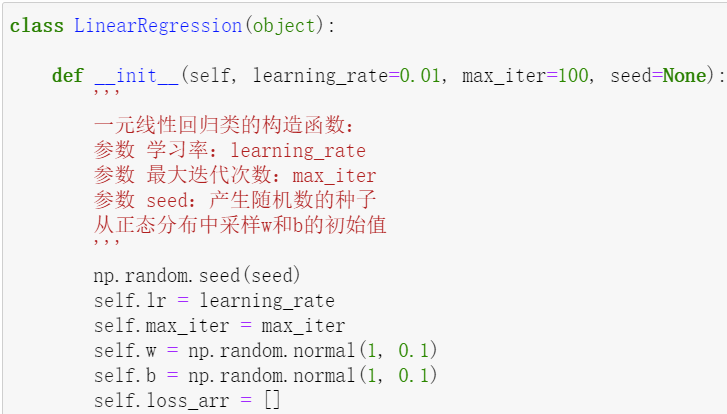 class LinearRegression(object):
    def __init__(self, learning_rate=0.01, max_iter=100, seed=None):
        '''
        一元线性回归类的构造函数：
        参数 学习率：learning_rate
        参数 最大迭代次数：max_iter
        参数 seed：产生随机数的种子
        从正态分布中采样w和b的初始值
        '''
        np.random.seed(seed)
        self.lr = learning_rate
        self.max_iter = max_iter
        self.w = np.random.normal(1, 0.1)
        self.b = np.random.normal(1, 0.1)
        self.loss_arr = []